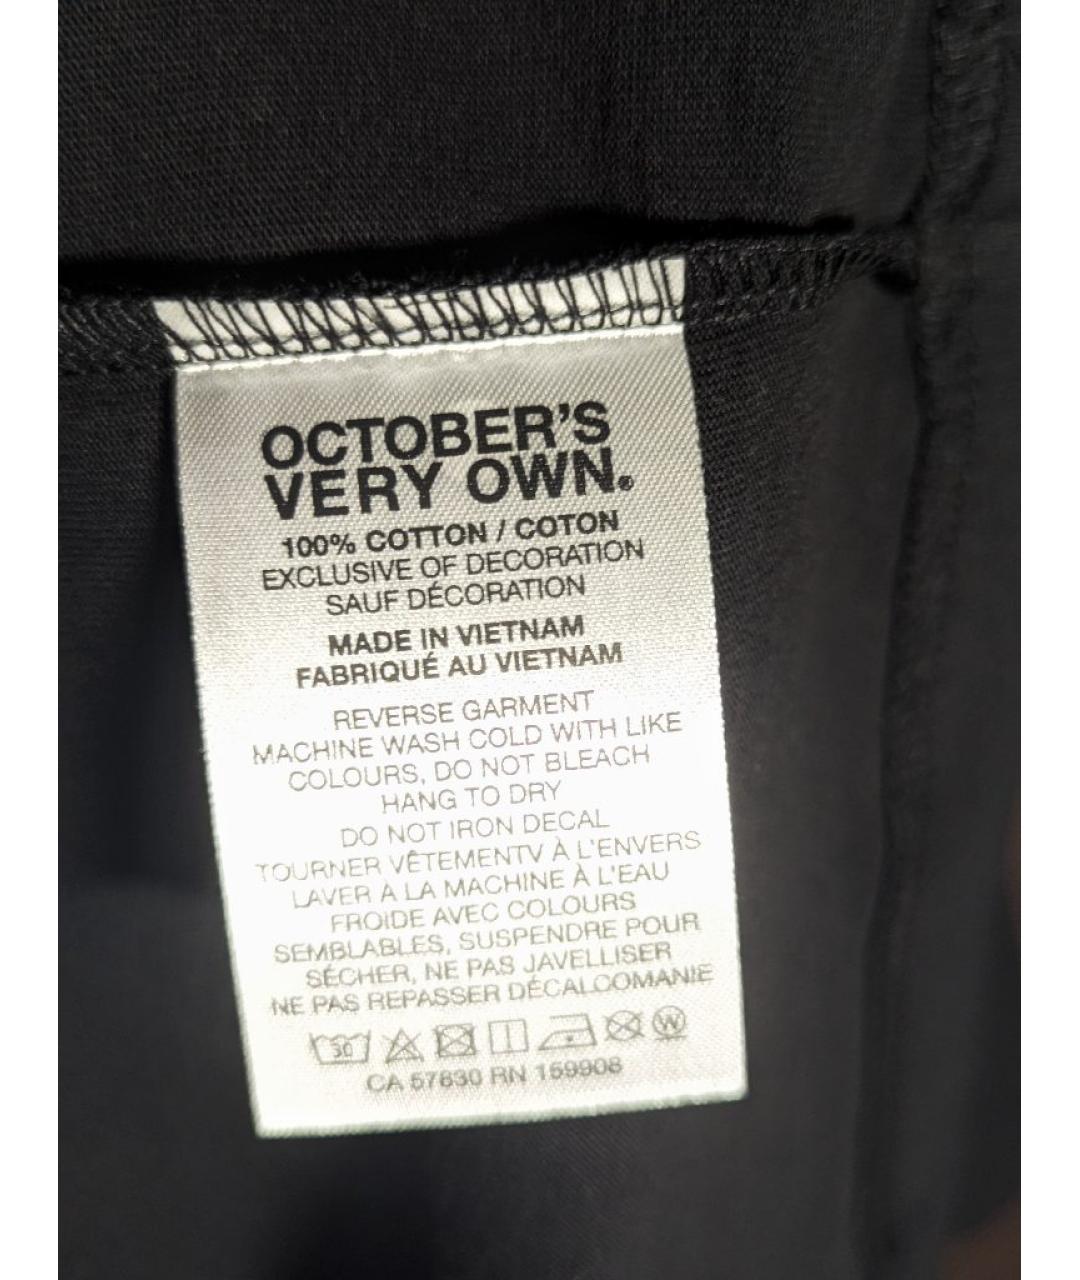 OCTOBER'S
VERY OWN.
100% COTTON / COTON
EXCLUSIVE OF DECORATION
SAUF DÉCORATION
MADE IN VIETNAM
FABRIQUÉ AU VIETNAM
REVERSE GARMENT
MACHINE WASH COLD WITH LIKE
COLOURS, DO NOT BLEACH
HANG TO DRY
DO NOT IRON DECAL
TOURNER VÊTEMENTV À L'ENVERS
LAVER À LA MACHINE À L'EAU
FROIDE AVEC COLOURS
SEMBLABLES, SUSPENDRE POUR
SÉCHER, NE PAS JAVELLISER
NE PAS REPASSER DÉCALCOMANIE
30 W
CA 57830 RN 159908